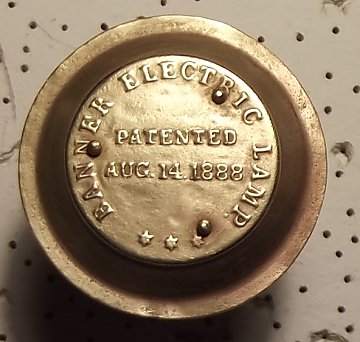 BANNER ELECTRIC LAMP.
PATENTED
AUG. 14. 1888